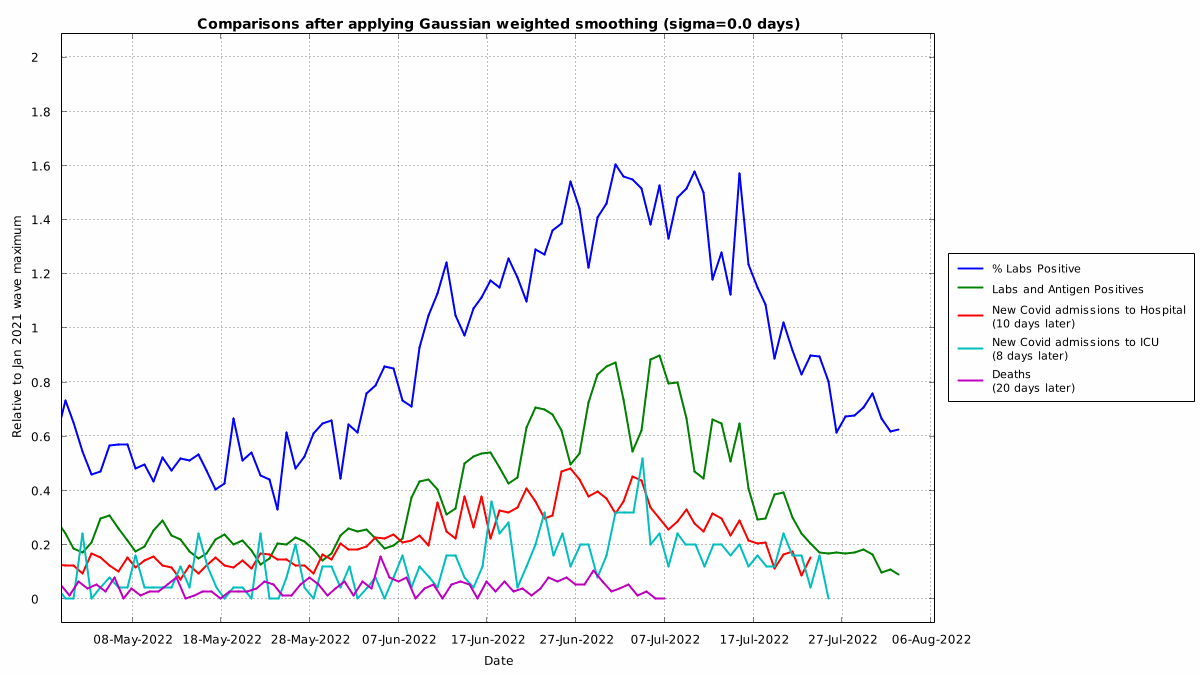 Comparisons after applying Gaussian weighted smoothing (sigma=0.0 days)
Relative to Jan 2021 wave maximum
2
1.8
1.6
1.4
1.2
1
0.8
0.6
0.4
0.2
0
08-May-2022 18-May-2022 28-May-2022 07-Jun-2022 17-Jun-2022 27-Jun-2022 07-Jul-2022 17-Jul-2022 27-Jul-2022 06-Aug-2022
Date
% Labs Positive
Labs and Antigen Positives
New Covid admissions to Hospital
(10 days later)
New Covid admissions to ICU
(8 days later)
Deaths
(20 days later)